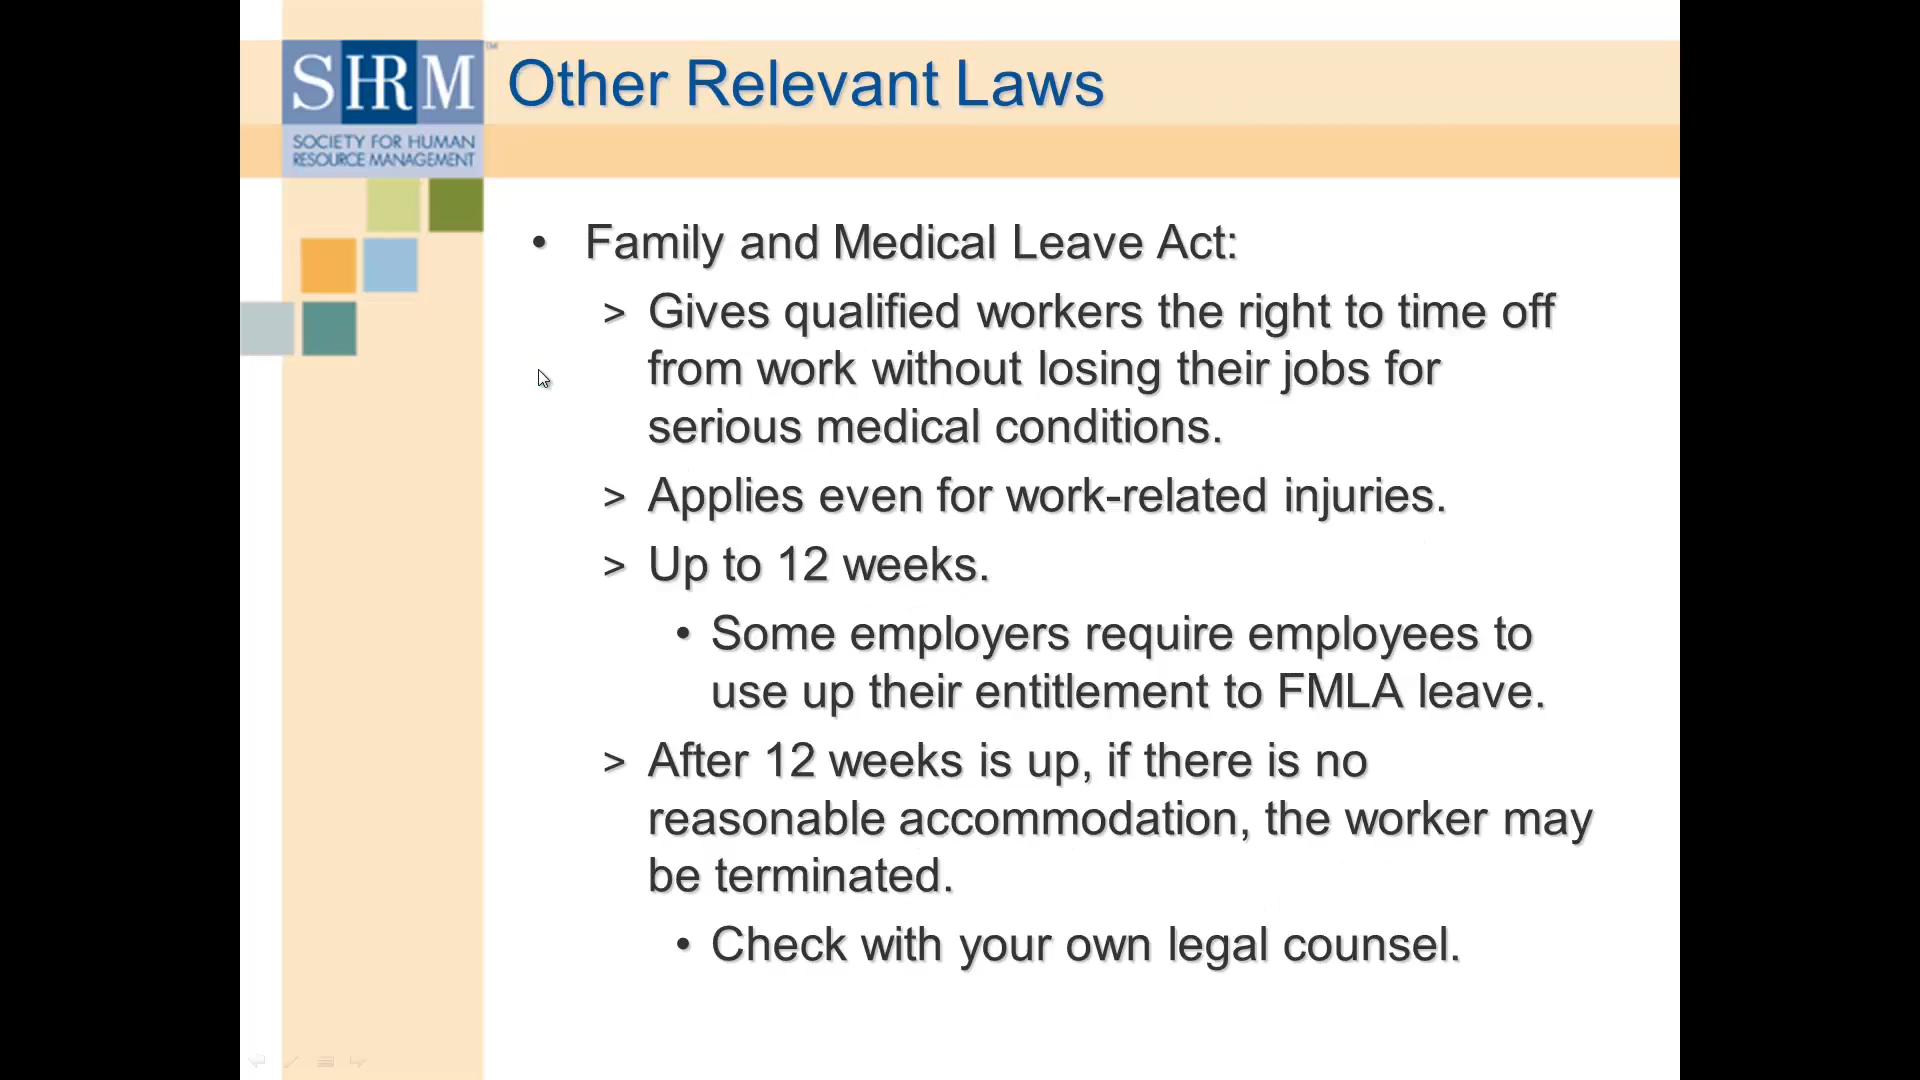 SHRM™
SOCIETY FOR HUMAN
RESOURCE MANAGEMENT
Other Relevant Laws
• Family and Medical Leave Act:
> Gives qualified workers the right to time off
from work without losing their jobs for
serious medical conditions.
> Applies even for work-related injuries.
> Up to 12 weeks.
• Some employers require employees to
use up their entitlement to FMLA leave.
> After 12 weeks is up, if there is no
reasonable accommodation, the worker may
be terminated.
• Check with your own legal counsel.